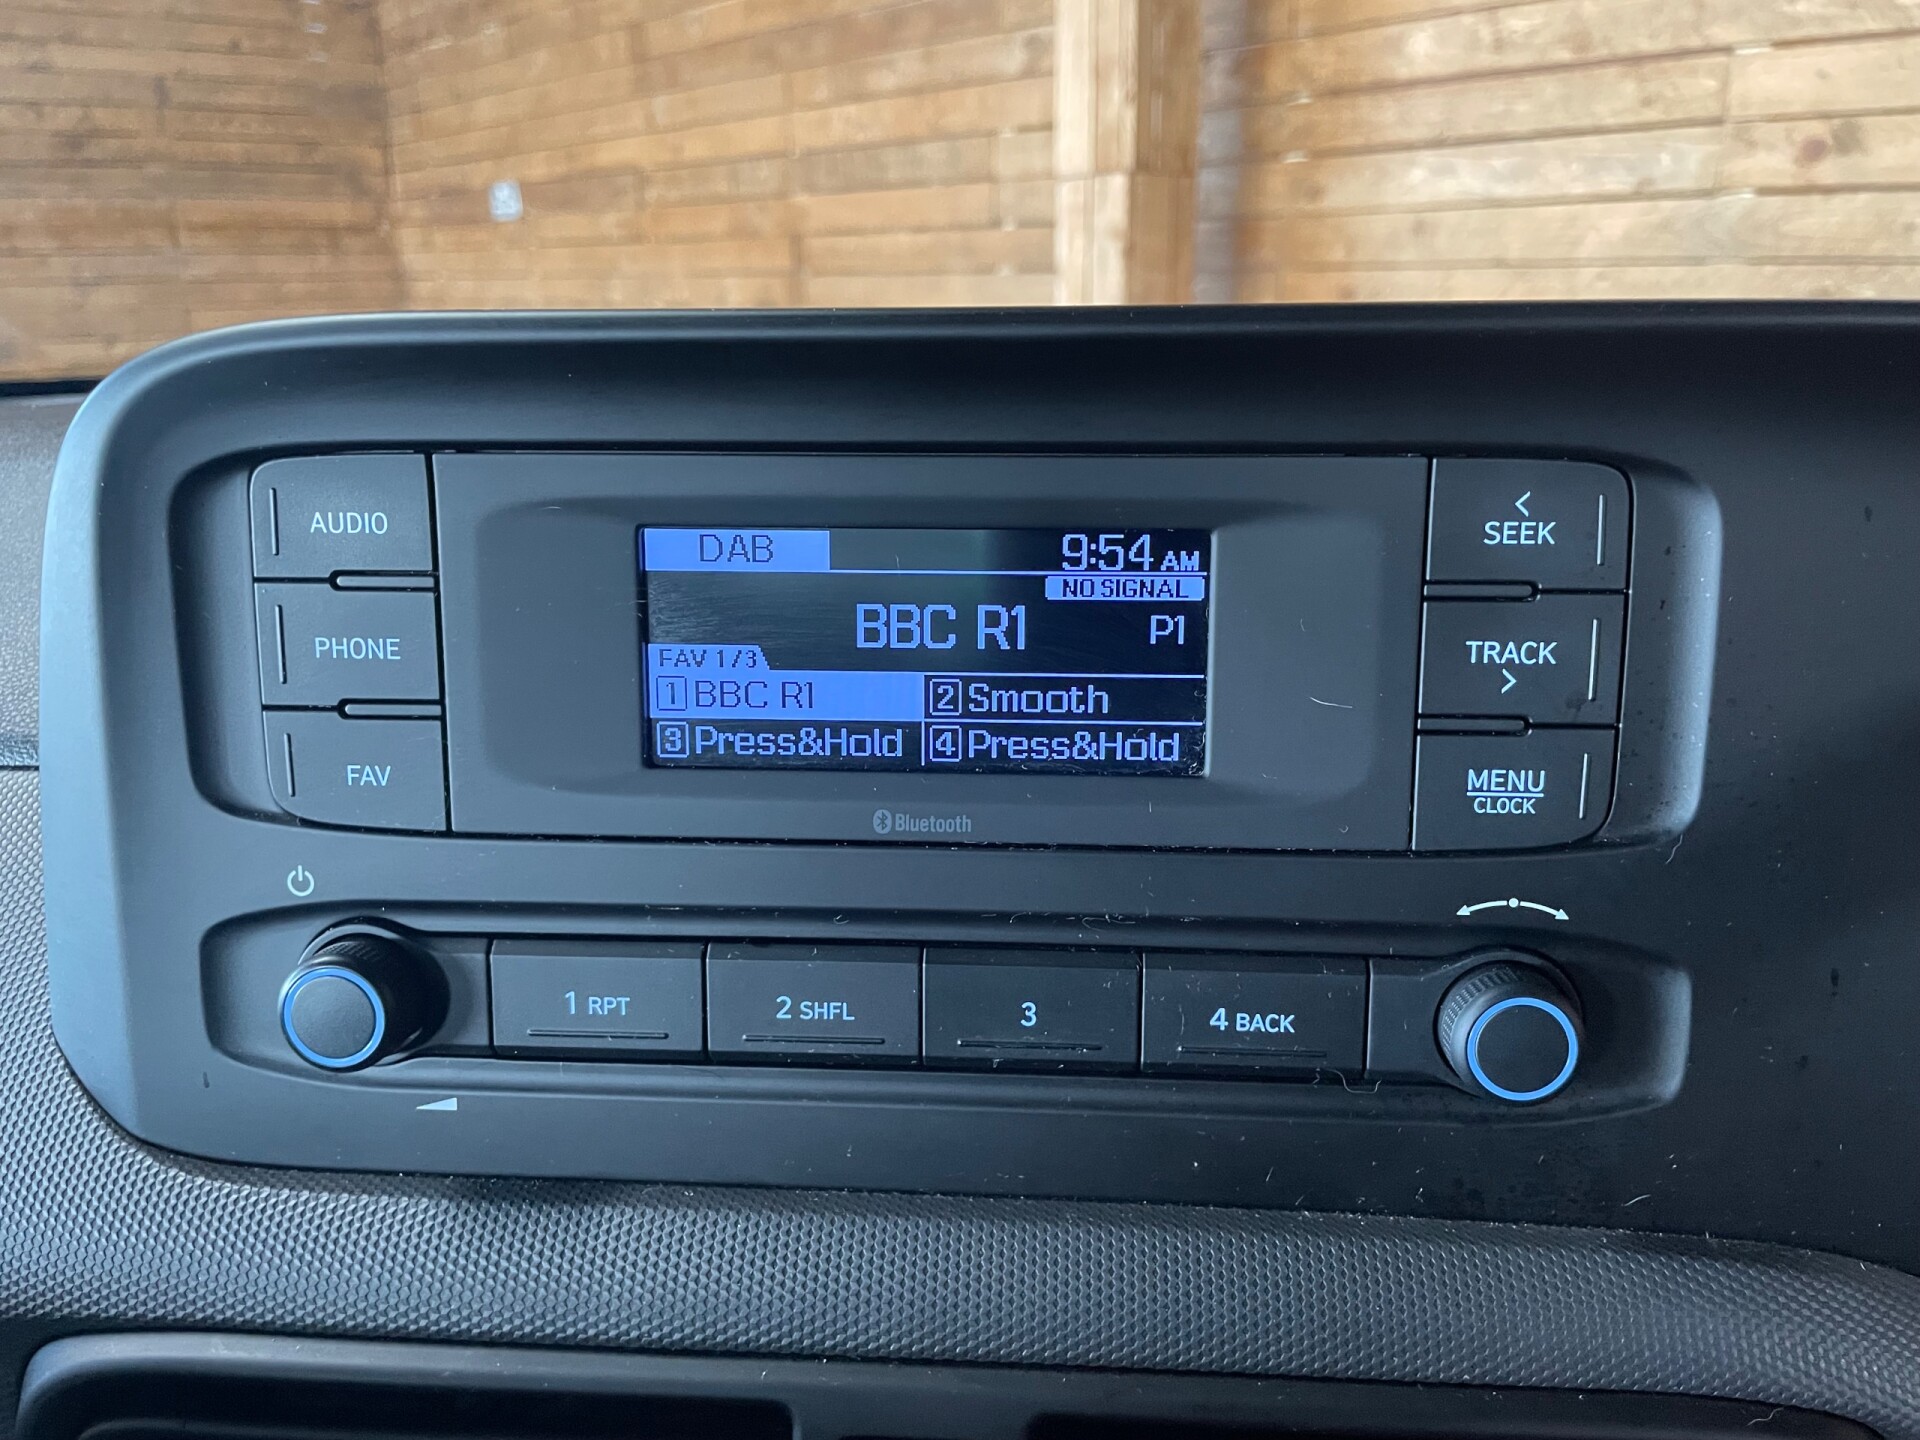 AUDIO
PHONE
FAV
DAB
9:54 AM
NO SIGNAL
BBC R1
P1
FAV 1/3
1 BBC R1
2 Smooth
3 Press&Hold
4 Press&Hold
Bluetooth
<
SEEK
TRACK
>
MENU
CLOCK
1 RPT
2 SHFL
3
4 BACK